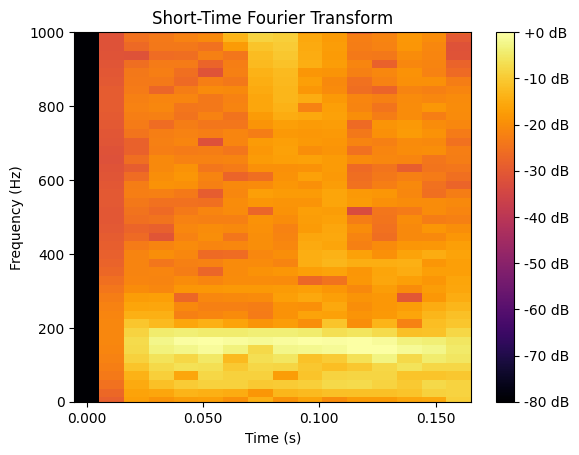 Short-Time Fourier Transform
1000
800
600
400
200
0
Frequency (Hz)
0.000
0.050
0.100
0.150
Time (s)
+0 dB
-10 dB
-20 dB
-30 dB
-40 dB
-50 dB
-60 dB
-70 dB
-80 dB